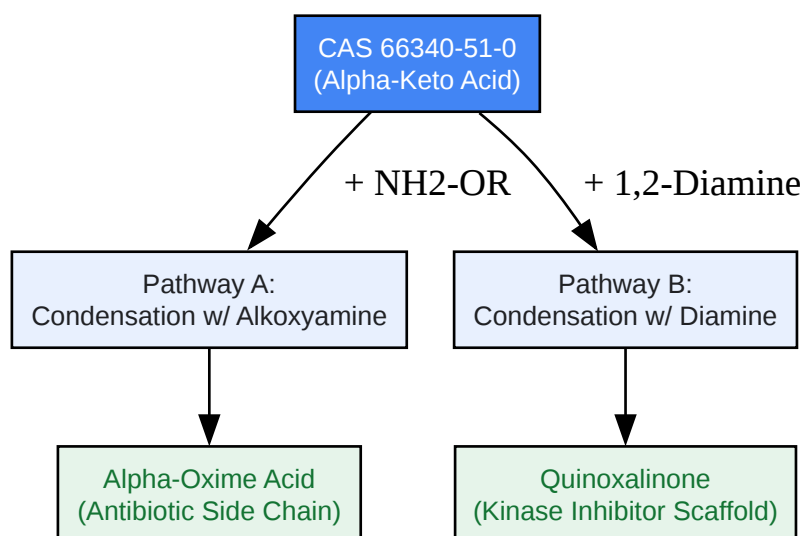 CAS 66340-51-0
(Alpha-Keto Acid)
+ NH2-OR
+ 1,2-Diamine
Pathway A:
Condensation w/ Alkoxyamine
Pathway B:
Condensation w/ Diamine
Alpha-Oxime Acid
(Antibiotic Side Chain)
Quinoxalinone
(Kinase Inhibitor Scaffold)